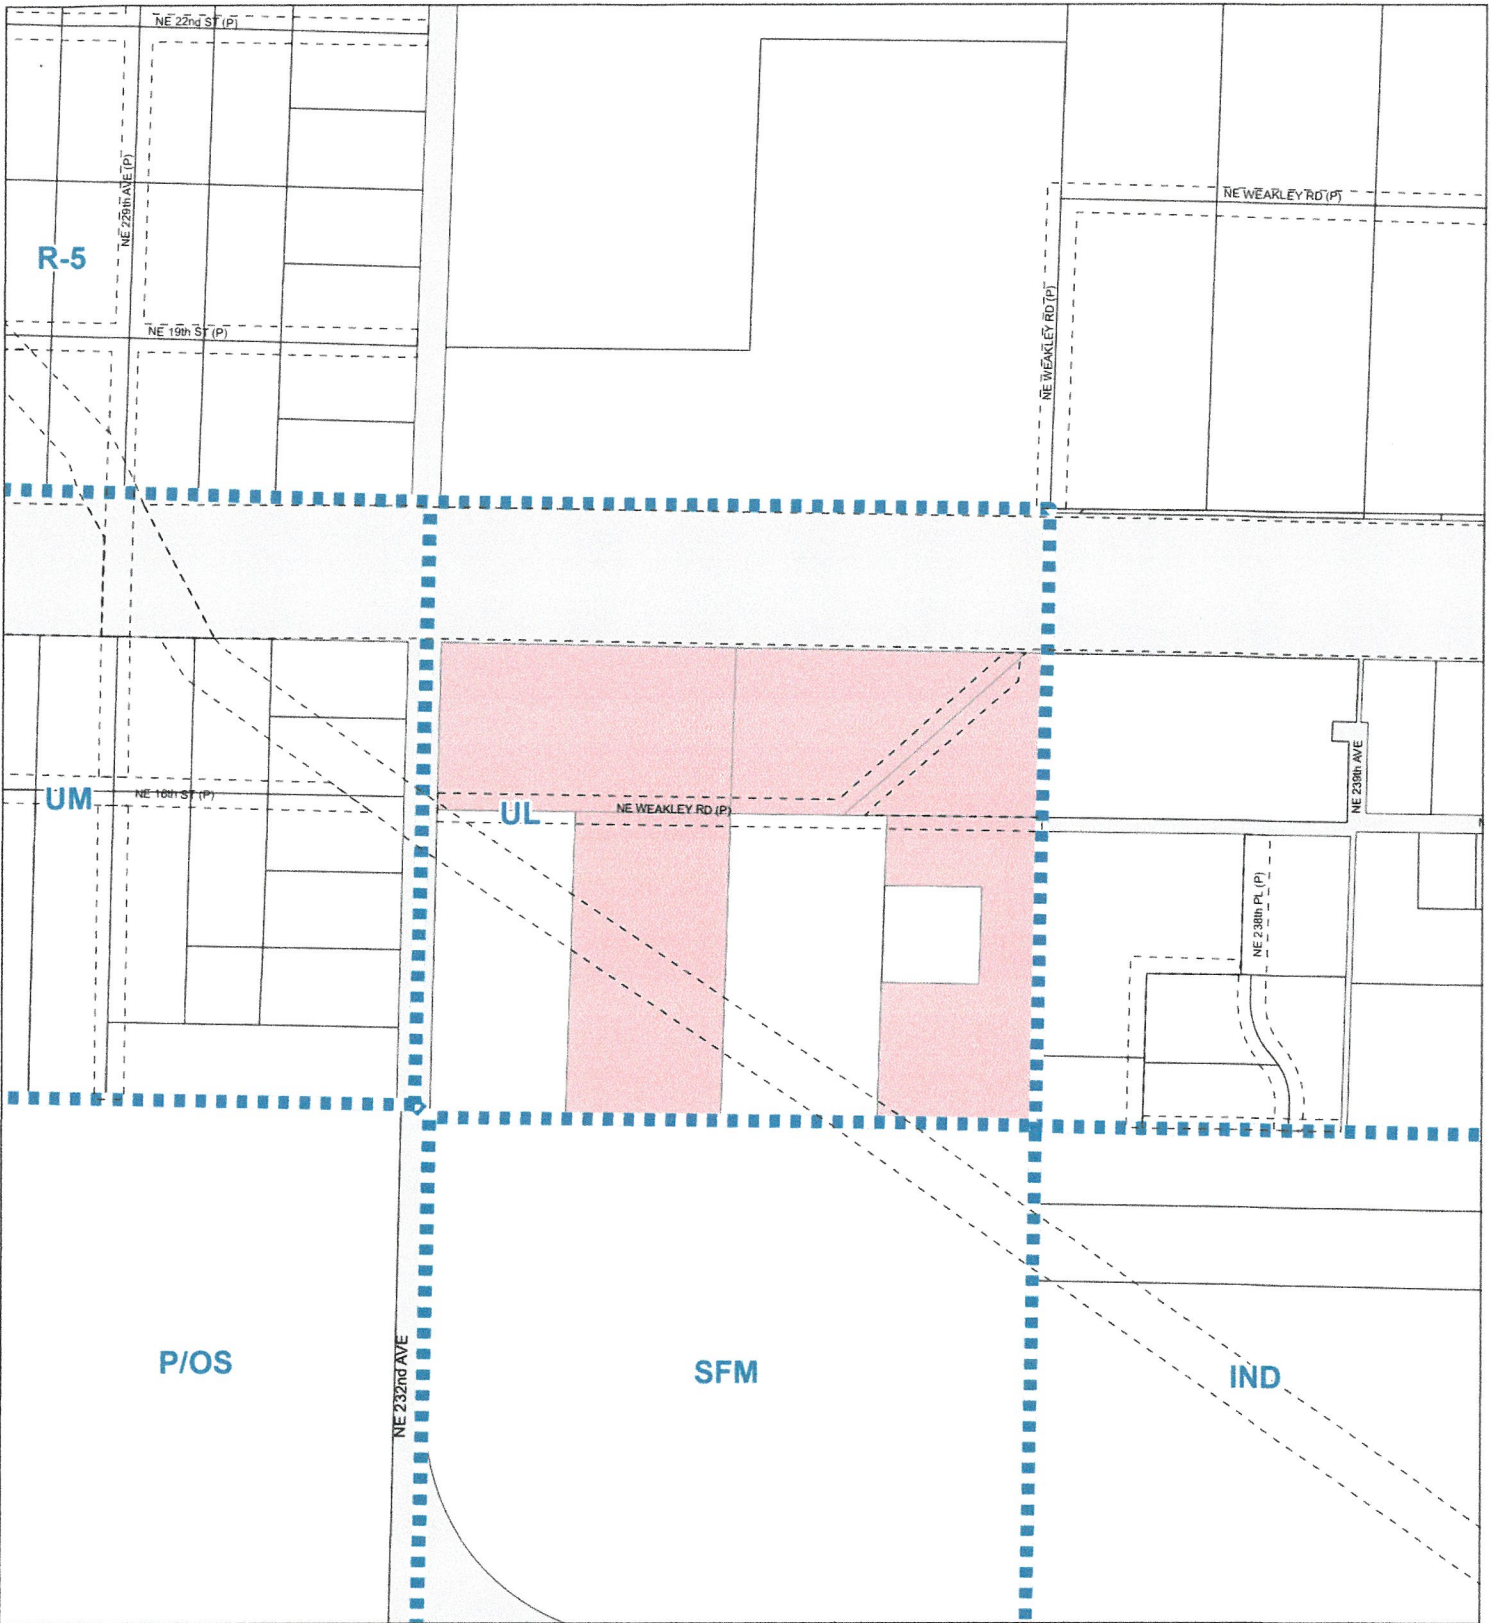 NE 22nd ST (P)
NE 229th AVE (P)
NE WEAKLEY RD (P)
R-5
NE WEAKLEY RD (P)
NE 19th ST (P)
NE 239th AVE
UM
NE 16th ST (P)
UL
NE WEAKLEY RD (P)
NE 238th PL (P)
P/OS
NE 232nd AVE
SFM
IND